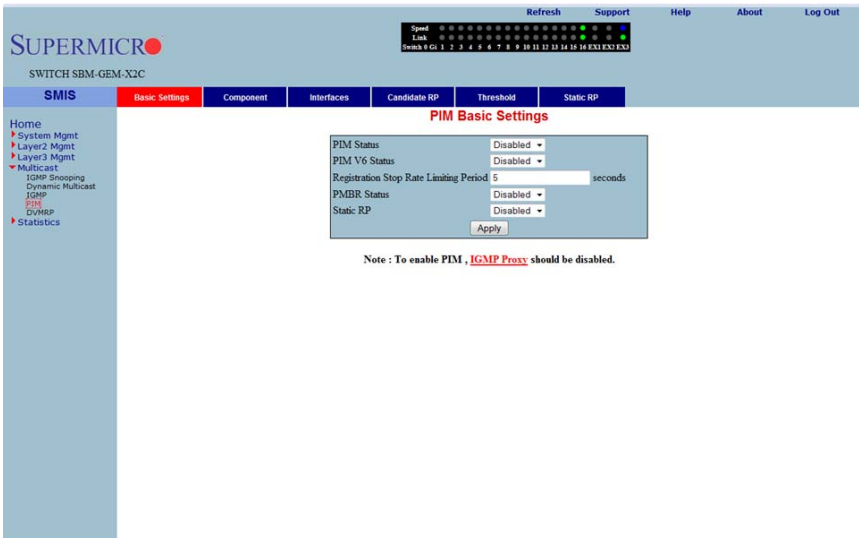 Refresh Support Help About Log Out
Speed
Link
Switch 0 Gi 1 2 3 4 5 6 7 8 9 10 11 12 13 14 15 16 EX1 EX2 EX3
SUPERMICRO
SWITCH SBM-GEM-X2C
SMIS
Basic Settings Component Interfaces Candidate RP Threshold Static RP
Home
System Mgmt
Layer2 Mgmt
Layer3 Mgmt
Multicast
IGMP Snooping
Dynamic Multicast
IGMP
PIM
DVMRP
Statistics
PIM Basic Settings
PIM Status Disabled
PIM V6 Status Disabled
Registration Stop Rate Limiting Period 5 seconds
PMBR Status Disabled
Static RP Disabled
Apply
Note : To enable PIM , IGMP Proxy should be disabled.